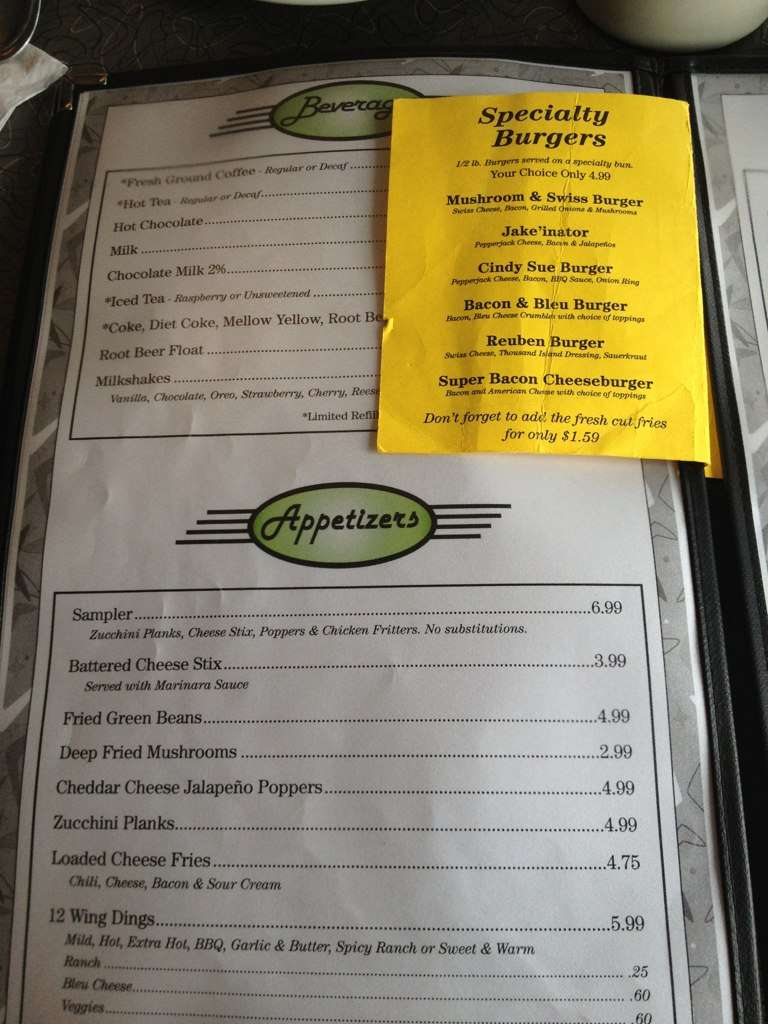 Beverag
*Fresh Ground Coffee - Regular or Decaf
*Hot Tea - Regular or Decaf
Hot Chocolate
Milk
Chocolate Milk 2%
*Iced Tea - Raspberry or Unsweetened
*Coke, Diet Coke, Mellow Yellow, Root Be
Root Beer Float
Milkshakes
Vanilla, Chocolate, Oreo, Strawberry, Cherry, Reese
*Limited Refill
Specialty
Burgers
1/2 lb. Burgers served on a specialty bun.
Your Choice Only 4.99
Mushroom & Swiss Burger
Swiss Cheese, Bacon, Grilled Onions & Mushrooms
Jake'inator
Pepperjack Cheese, Bacon & Jalapeños
Cindy Sue Burger
Pepperjack Cheese, Bacon, BBQ Sauce, Onion Ring
Bacon & Bleu Burger
Bacon, Bleu Cheese Crumbles with choice of toppings
Reuben Burger
Swiss Cheese, Thousand Island Dressing, Sauerkraut
Super Bacon Cheeseburger
Bacon and American Cheese with choice of toppings
Don't forget to add the fresh cut fries
for only $1.59
Appetizers
Sampler 6.99
Zucchini Planks, Cheese Stix, Poppers & Chicken Fritters. No substitutions.
Battered Cheese Stix 3.99
Served with Marinara Sauce
Fried Green Beans 4.99
Deep Fried Mushrooms 2.99
Cheddar Cheese Jalapeño Poppers 4.99
Zucchini Planks 4.99
Loaded Cheese Fries 4.75
Chili, Cheese, Bacon & Sour Cream
12 Wing Dings 5.99
Mild, Hot, Extra Hot, BBQ, Garlic & Butter, Spicy Ranch or Sweet & Warm
Ranch .25
Bleu Cheese .60
Veggies .60